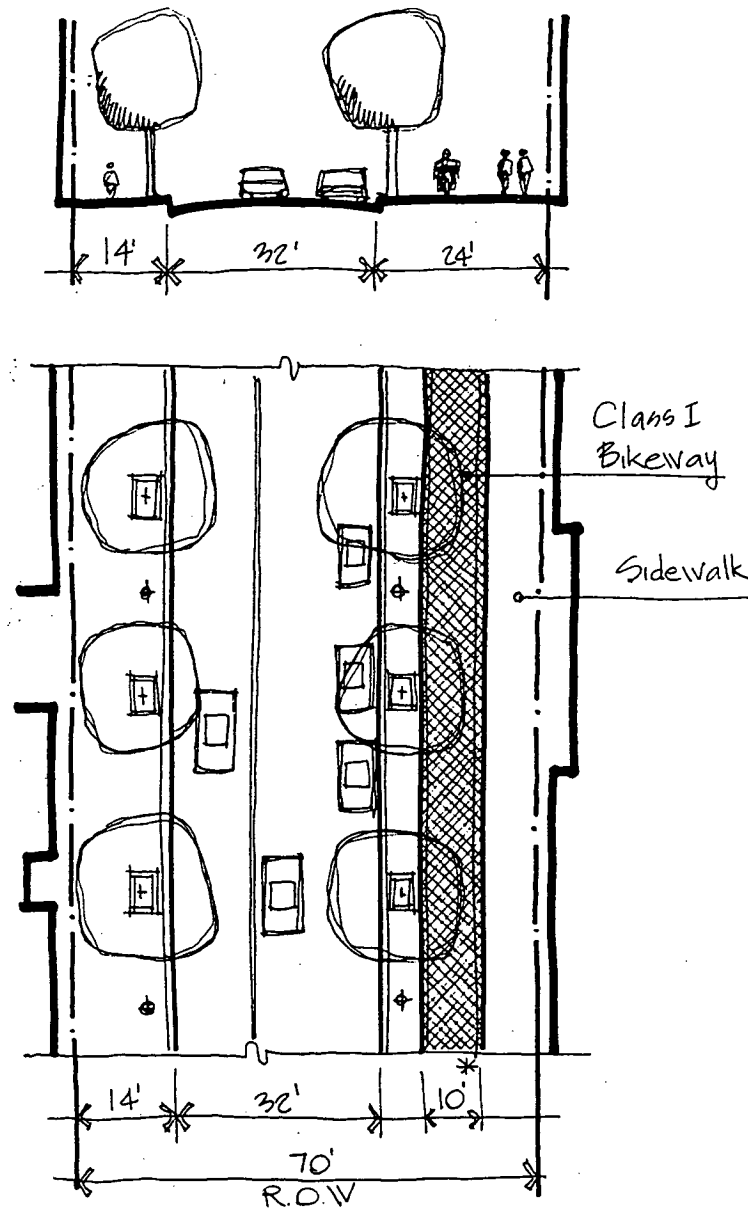 14' 32' 24'
Class I
Bikeway
Sidewalk
*
14' 32' 10'
70'
R.O.W